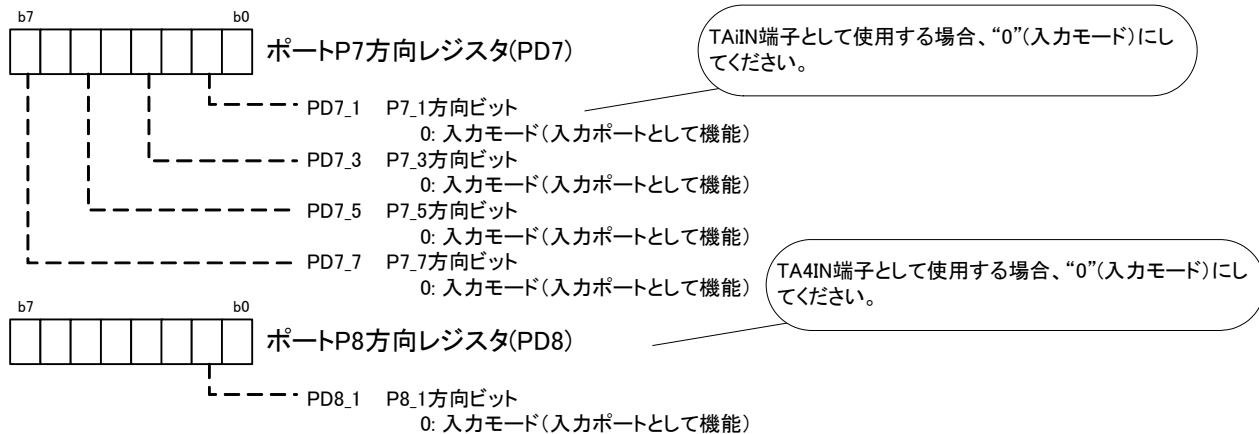 b7 b0
ポートP7方向レジスタ(PD7)
TAiIN端子として使用する場合、“0”(入力モード)にし
てください。
PD7_1 P7_1方向ビット
0: 入力モード(入力ポートとして機能)
PD7_3 P7_3方向ビット
0: 入力モード(入力ポートとして機能)
PD7_5 P7_5方向ビット
0: 入力モード(入力ポートとして機能)
PD7_7 P7_7方向ビット
0: 入力モード(入力ポートとして機能)
TA4IN端子として使用する場合、“0”(入力モード)にし
てください。
b7 b0
ポートP8方向レジスタ(PD8)
PD8_1 P8_1方向ビット
0: 入力モード(入力ポートとして機能)